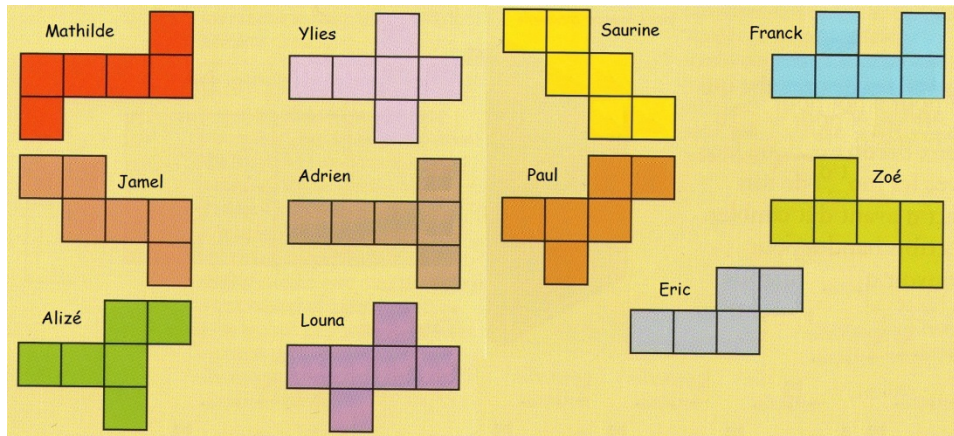 Mathilde
Ylies
Saurine
Franck
Jamel
Adrien
Paul
Zoé
Eric
Alizé
Louna